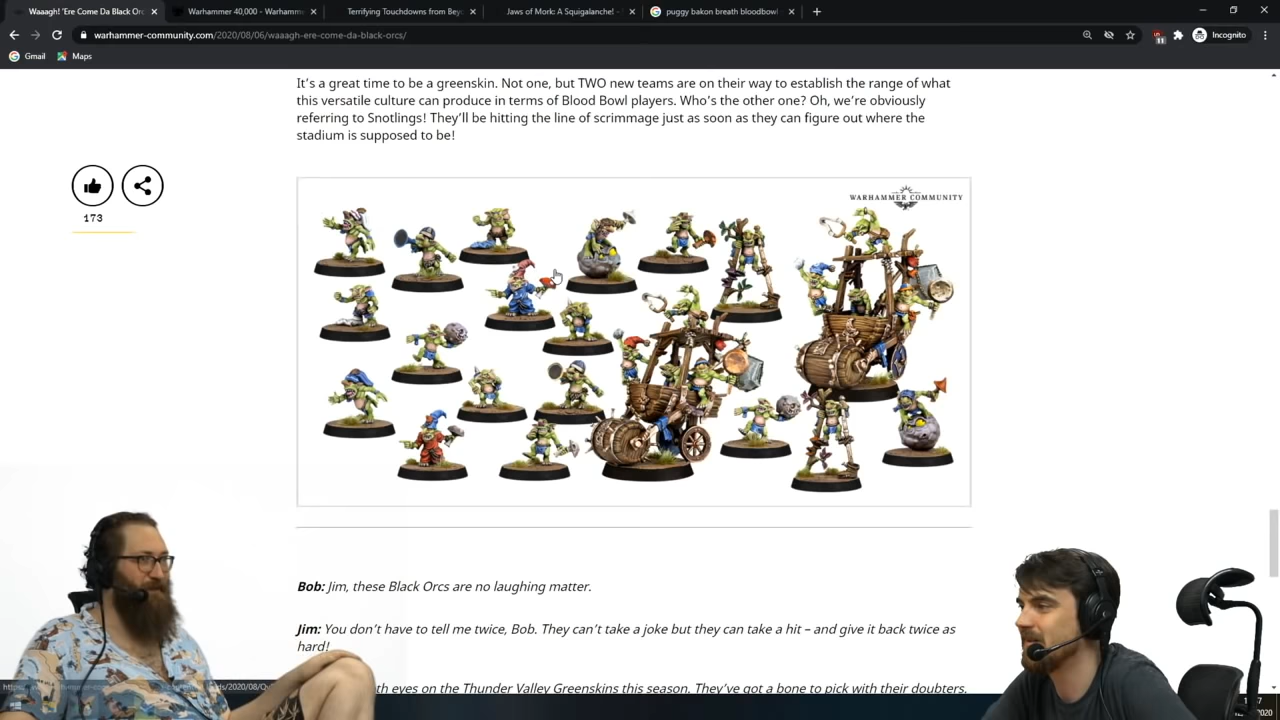 Waaagh! 'Ere Come Da Black Orc
Warhammer 40,000 - Warhamme
Terrifying Touchdowns from Bey
Jaws of Mork: A Squigalanche! -
puggy bakon breath bloodbowl
warhammer-community.com/2020/08/06/waaagh-ere-come-da-black-orcs/
11
Incognito
Gmail
Maps
It's a great time to be a greenskin. Not one, but TWO new teams are on their way to establish the range of what
this versatile culture can produce in terms of Blood Bowl players. Who's the other one? Oh, we're obviously
referring to Snotlings! They'll be hitting the line of scrimmage just as soon as they can figure out where the
stadium is supposed to be!
173
WARHAMMER COMMUNITY
Bob: Jim, these Black Orcs are no laughing matter.
Jim: You don't have to tell me twice, Bob. They can't take a joke but they can take a hit – and give it back twice as
hard!
th eyes on the Thunder Valley Greenskins this season. They've got a bone to pick with their doubters.